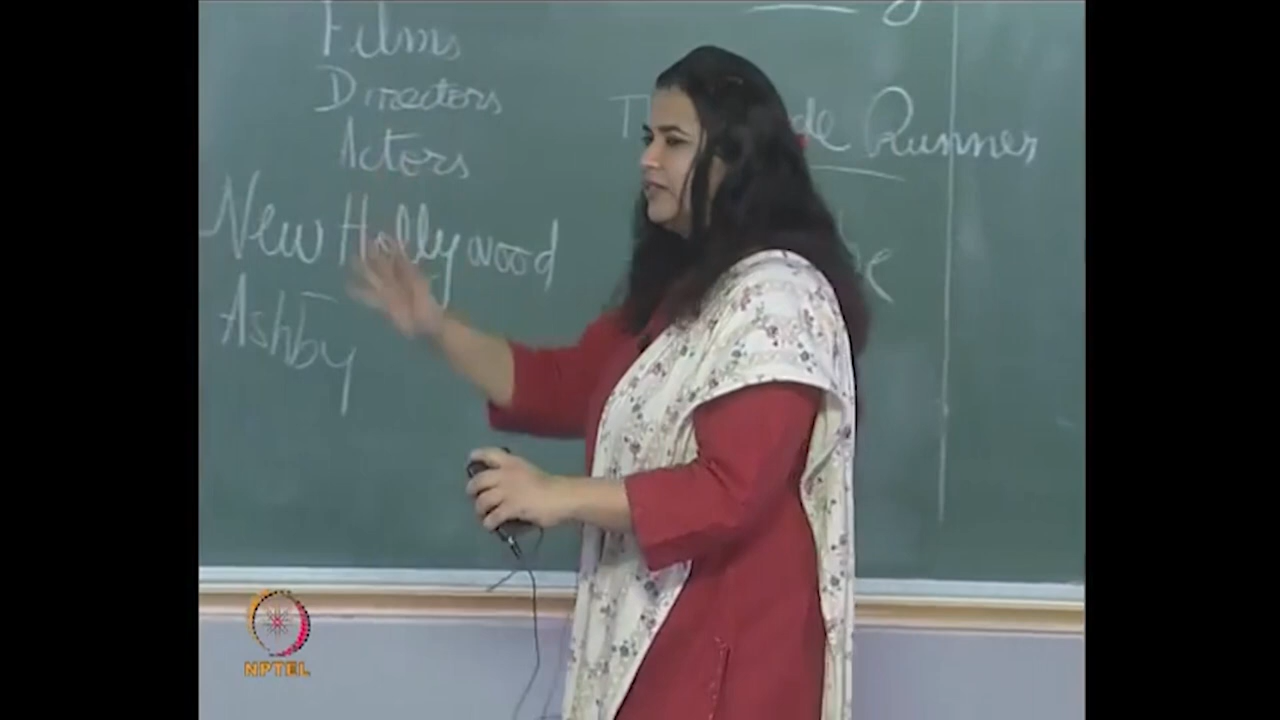 Films
Directors
Actors
New Hollywood
Ashby
Runner
NPTEL